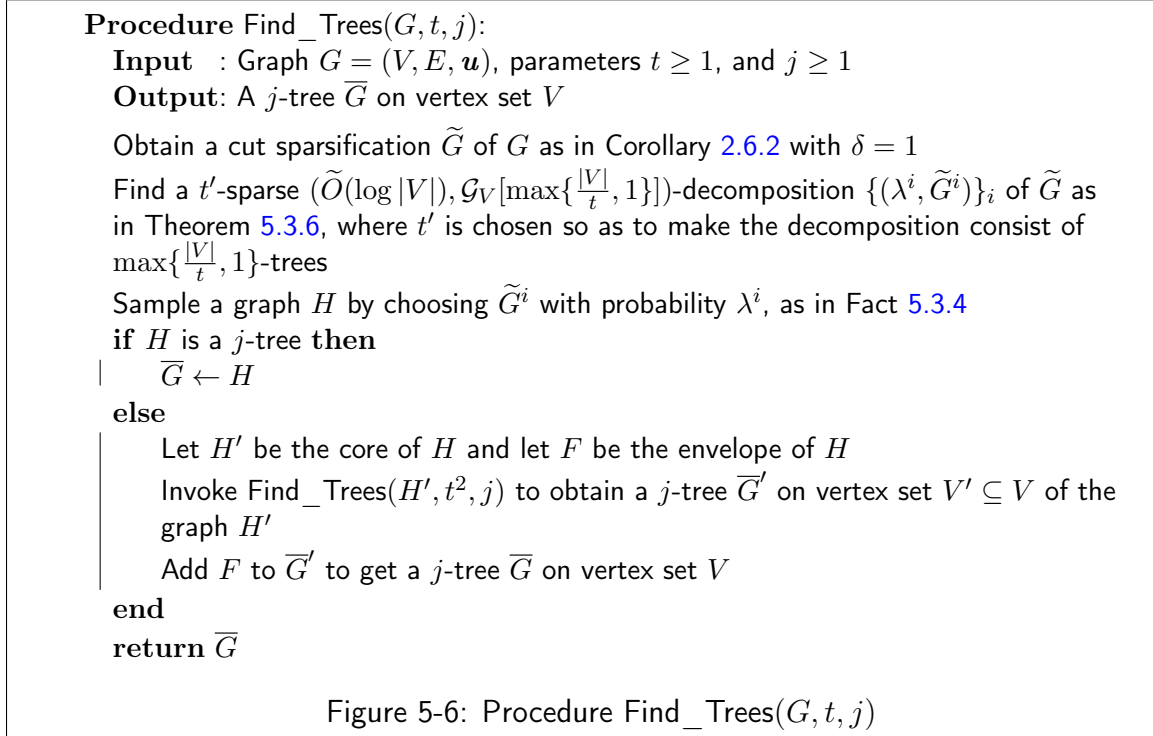 Procedure Find_Trees(G, t, j):
Input : Graph G = (V, E, u), parameters t ≥ 1, and j ≥ 1
Output: A j-tree G̅ on vertex set V
Obtain a cut sparsification G̃ of G as in Corollary 2.6.2 with δ = 1
Find a t′-sparse (Õ(log |V|), 𝒢_V[max{|V|/t, 1}])-decomposition {(λ^i, G̃^i)}_i of G̃ as
in Theorem 5.3.6, where t′ is chosen so as to make the decomposition consist of
max{|V|/t, 1}-trees
Sample a graph H by choosing G̃^i with probability λ^i, as in Fact 5.3.4
if H is a j-tree then
G̅ ← H
else
Let H′ be the core of H and let F be the envelope of H
Invoke Find_Trees(H′, t², j) to obtain a j-tree G̅′ on vertex set V′ ⊆ V of the
graph H′
Add F to G̅′ to get a j-tree G̅ on vertex set V
end
return G̅
Figure 5-6: Procedure Find_Trees(G, t, j)